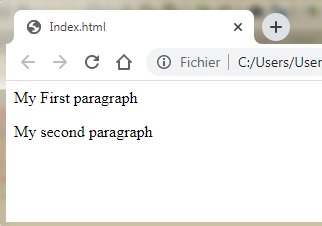 Index.html
Fichier
C:/Users/User
My First paragraph
My second paragraph